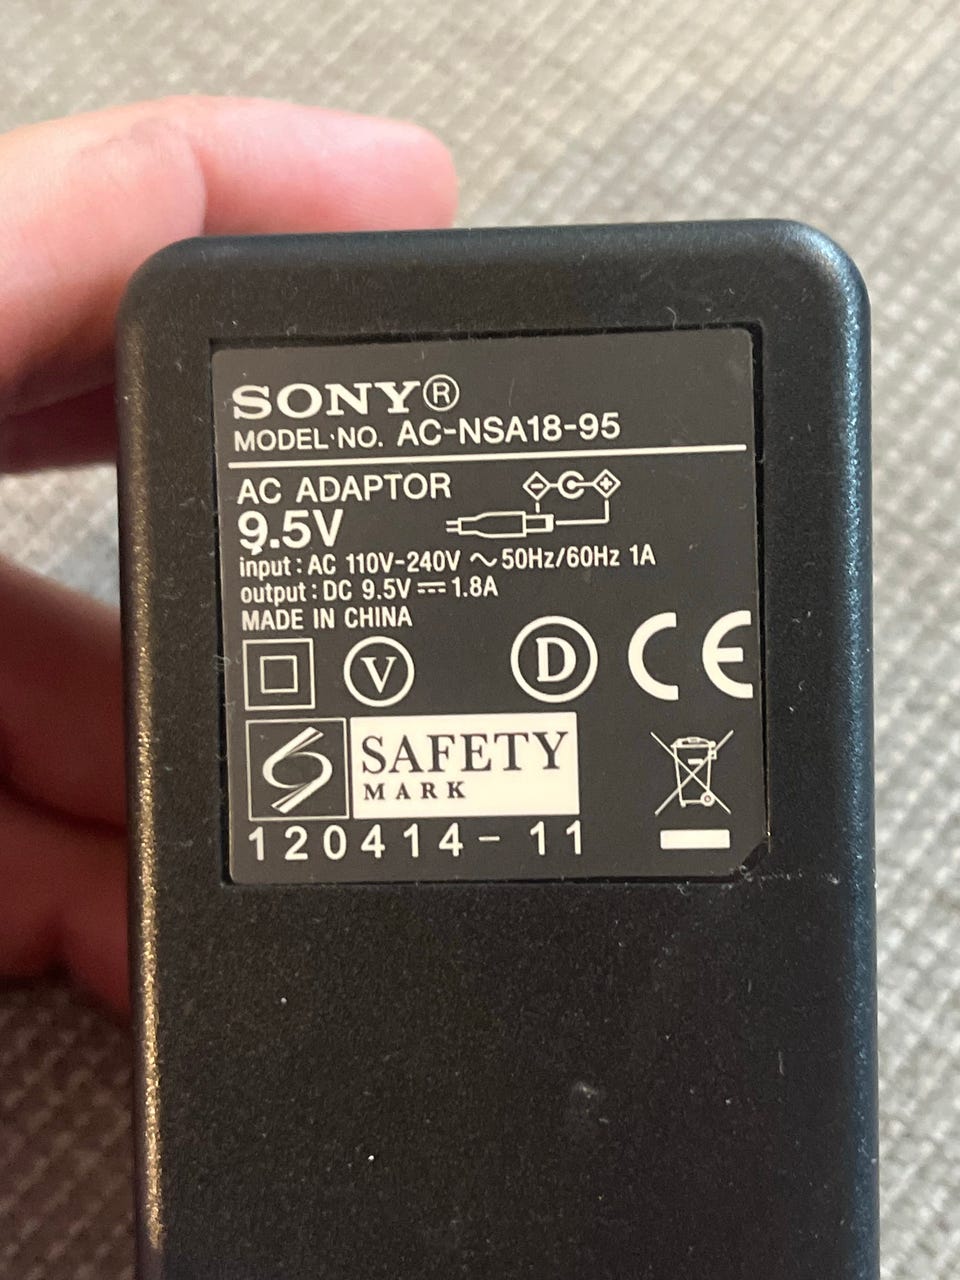 SONY®
MODEL NO. AC-NSA18-95
AC ADAPTOR
9.5V
input : AC 110V-240V ～ 50Hz/60Hz 1A
output : DC 9.5V ⎓ 1.8A
MADE IN CHINA
V D CE
SAFETY
MARK
120414- 11